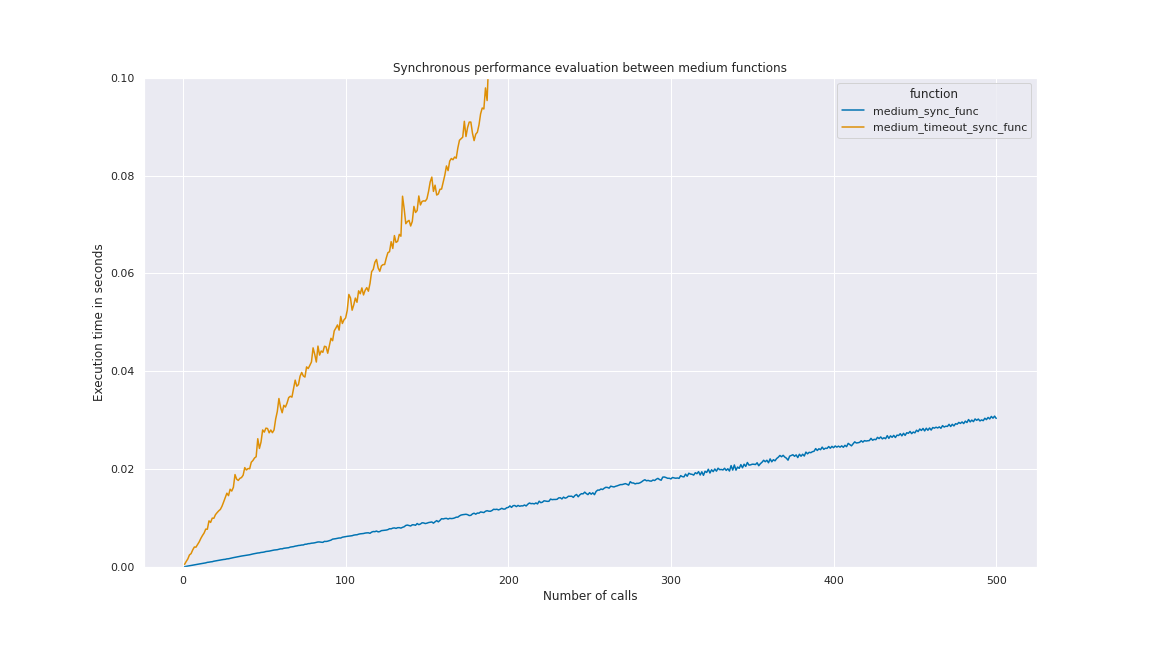 Synchronous performance evaluation between medium functions
function
medium_sync_func
medium_timeout_sync_func
Execution time in seconds
0.10
0.08
0.06
0.04
0.02
0.00
0 100 200 300 400 500
Number of calls